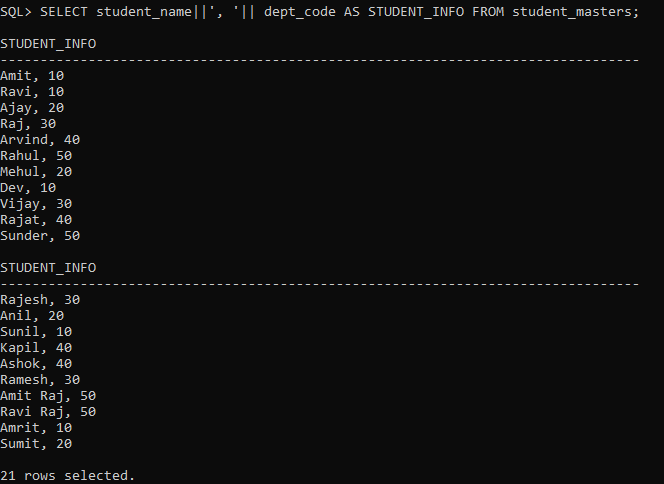 SQL> SELECT student_name||', '|| dept_code AS STUDENT_INFO FROM student_masters;
STUDENT_INFO
--------------------------------------------------------------------------------
Amit, 10
Ravi, 10
Ajay, 20
Raj, 30
Arvind, 40
Rahul, 50
Mehul, 20
Dev, 10
Vijay, 30
Rajat, 40
Sunder, 50
STUDENT_INFO
--------------------------------------------------------------------------------
Rajesh, 30
Anil, 20
Sunil, 10
Kapil, 40
Ashok, 40
Ramesh, 30
Amit Raj, 50
Ravi Raj, 50
Amrit, 10
Sumit, 20
21 rows selected.